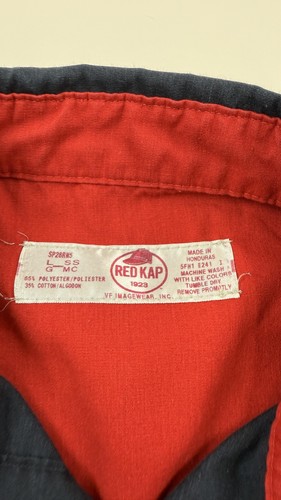 SP28RN5
L SS
G MC
65% POLYESTER/POLIESTER
35% COTTON/ALGODON
RED KAP
1923
VF IMAGEWEAR, INC.
MADE IN
HONDURAS
MACHINE WASH
WITH LIKE COLORS
TUMBLE DRY
REMOVE PROMPTLY